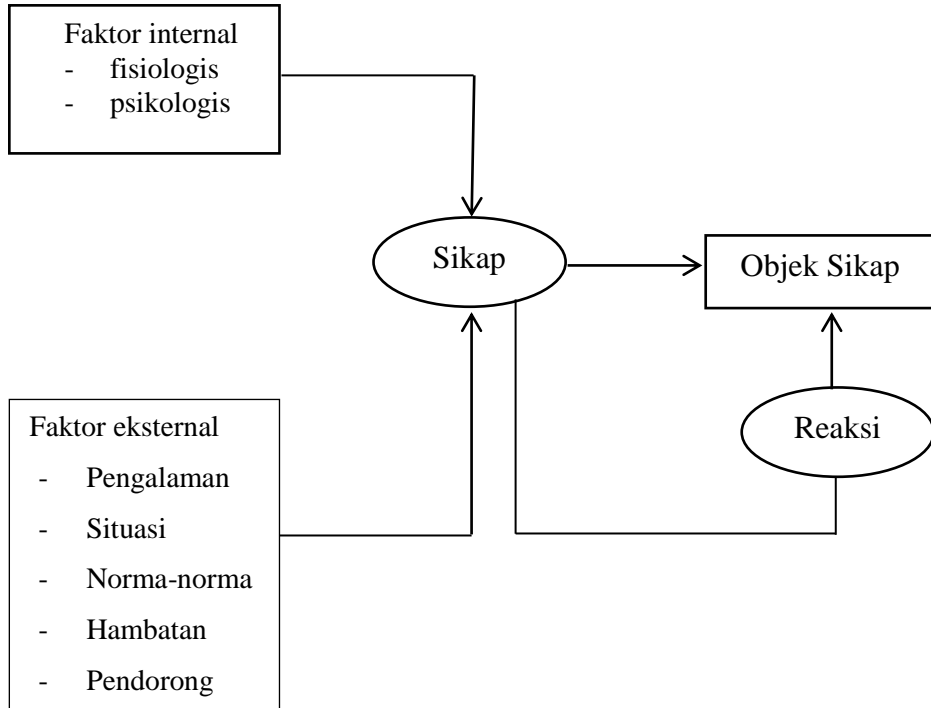 Faktor internal
- fisiologis
- psikologis
Sikap
Objek Sikap
Faktor eksternal
- Pengalaman
- Situasi
- Norma-norma
- Hambatan
- Pendorong
Reaksi